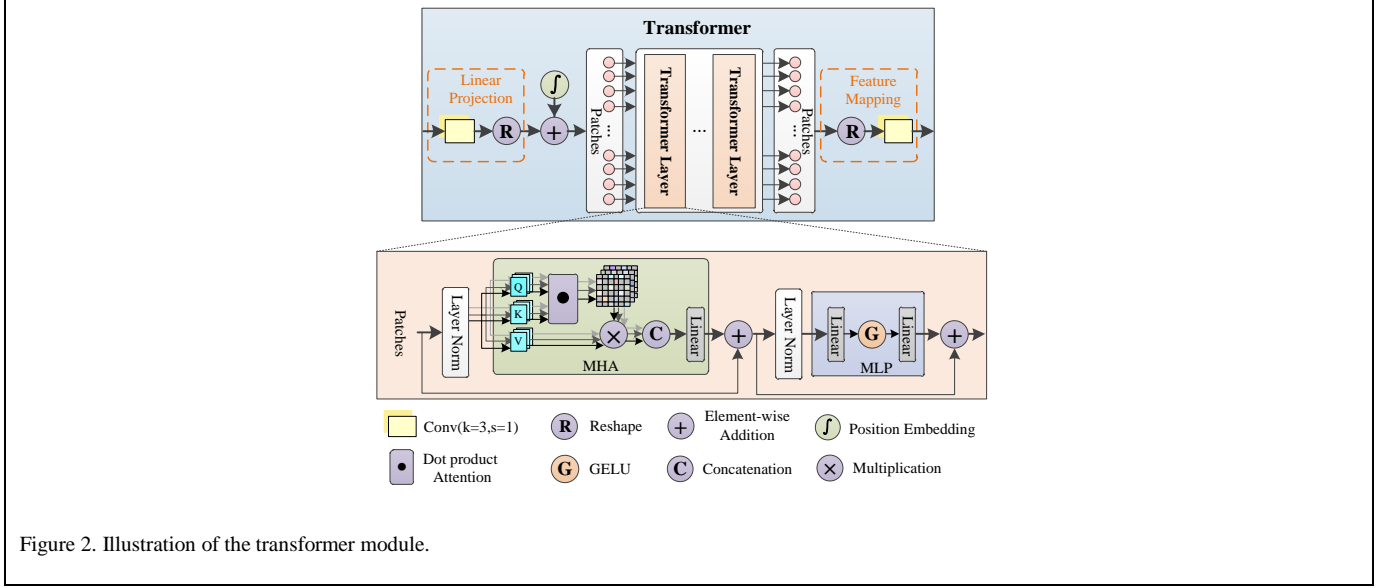 Transformer
Linear
Projection
R
∫
+
Patches
...
Transformer Layer
...
Transformer Layer
Patches
...
Feature
Mapping
R
Patches
Layer Norm
Q
K
V
•
×
C
Linear
MHA
+
Layer Norm
Linear
G
Linear
MLP
+
Conv(k=3,s=1)
R
Reshape
+
Element-wise
Addition
∫
Position Embedding
Dot product
Attention
G
GELU
C
Concatenation
×
Multiplication
Figure 2. Illustration of the transformer module.